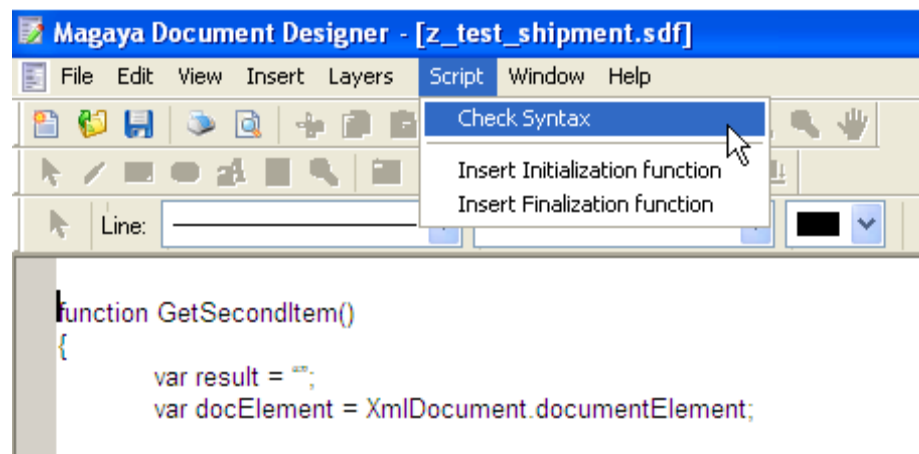 Magaya Document Designer - [z_test_shipment.sdf]
File Edit View Insert Layers Script Window Help
Check Syntax
Insert Initialization function
Insert Finalization function
Line:
function GetSecondItem()
{
var result = “”;
var docElement = XmlDocument.documentElement;